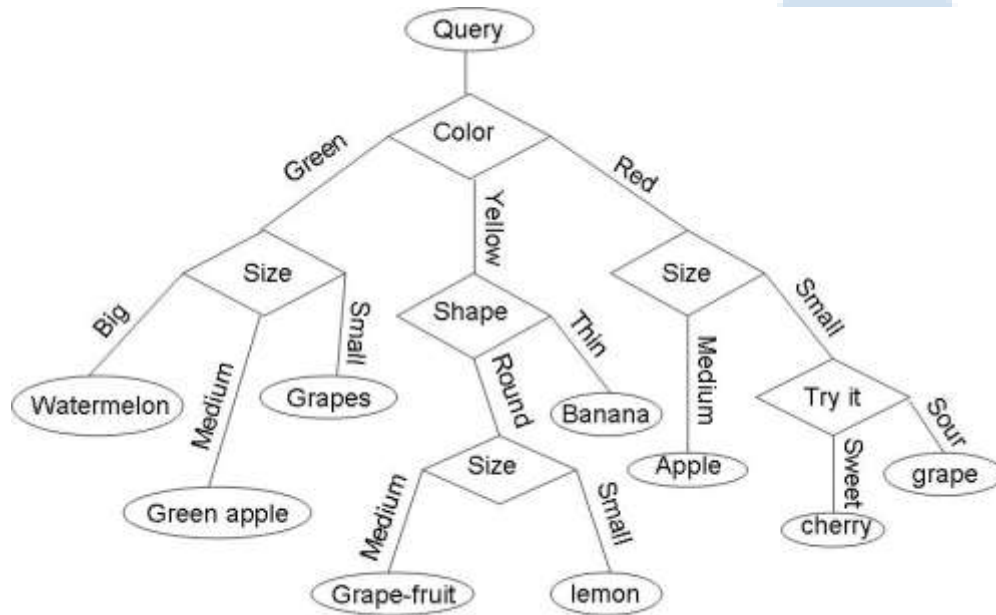 Query
Color
Green
Yellow
Red
Size
Shape
Size
Big
Medium
Small
Round
Thin
Medium
Small
Watermelon
Grapes
Banana
Try it
Green apple
Size
Apple
Sweet
Sour
Medium
Small
cherry
grape
Grape-fruit
lemon